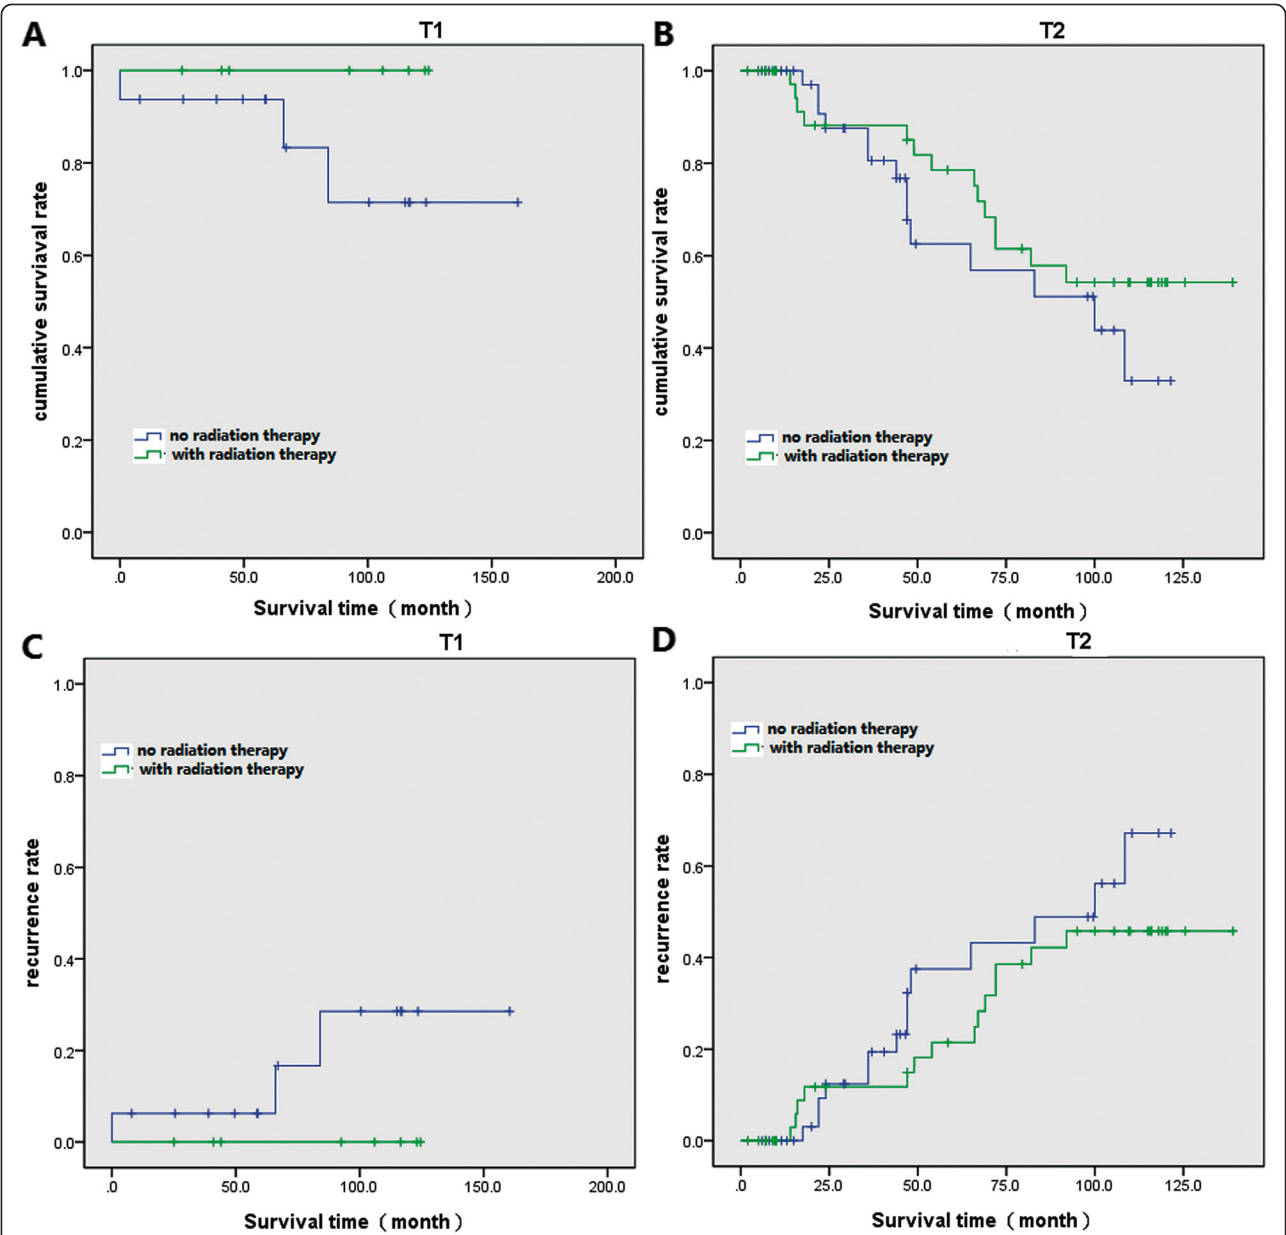 A
T1
1.0
0.8
0.6
0.4
0.2
0.0
cumulative surviaval rate
no radiation therapy
with radiation therapy
.0 50.0 100.0 150.0 200.0
Survival time（month）
B
T2
1.0
0.8
0.6
0.4
0.2
0.0
cumulative survival rate
no radiation therapy
with radiation therapy
.0 25.0 50.0 75.0 100.0 125.0
Survival time（month）
C
T1
1.0
0.8
0.6
0.4
0.2
0.0
recurrence rate
no radiation therapy
with radiation therapy
.0 50.0 100.0 150.0 200.0
Survival time（month）
D
T2
1.0
0.8
0.6
0.4
0.2
0.0
recurrence rate
no radiation therapy
with radiation therapy
.0 25.0 50.0 75.0 100.0 125.0
Survival time（month）